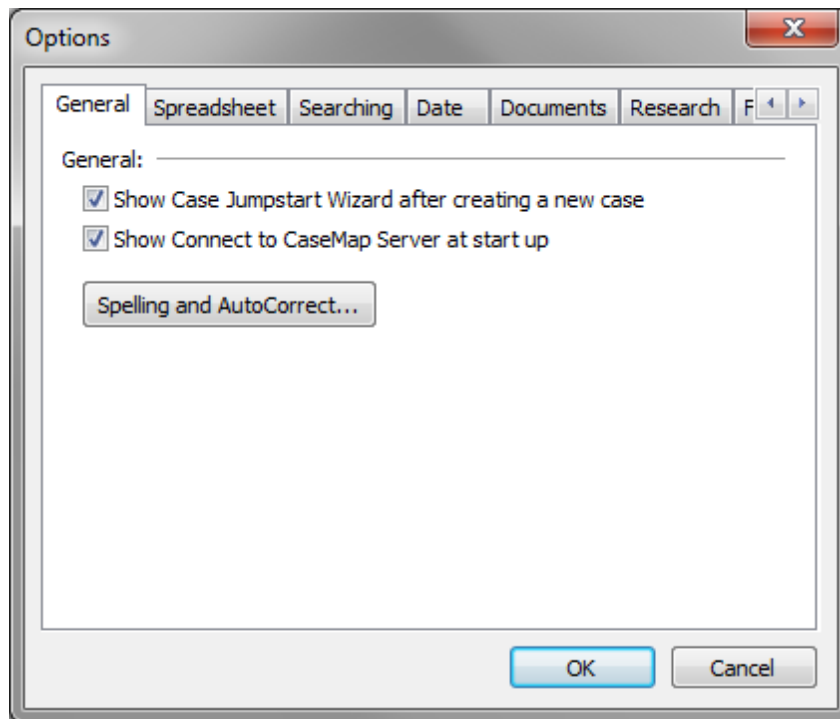 Options
General Spreadsheet Searching Date Documents Research F
General:
Show Case Jumpstart Wizard after creating a new case
Show Connect to CaseMap Server at start up
Spelling and AutoCorrect...
OK Cancel